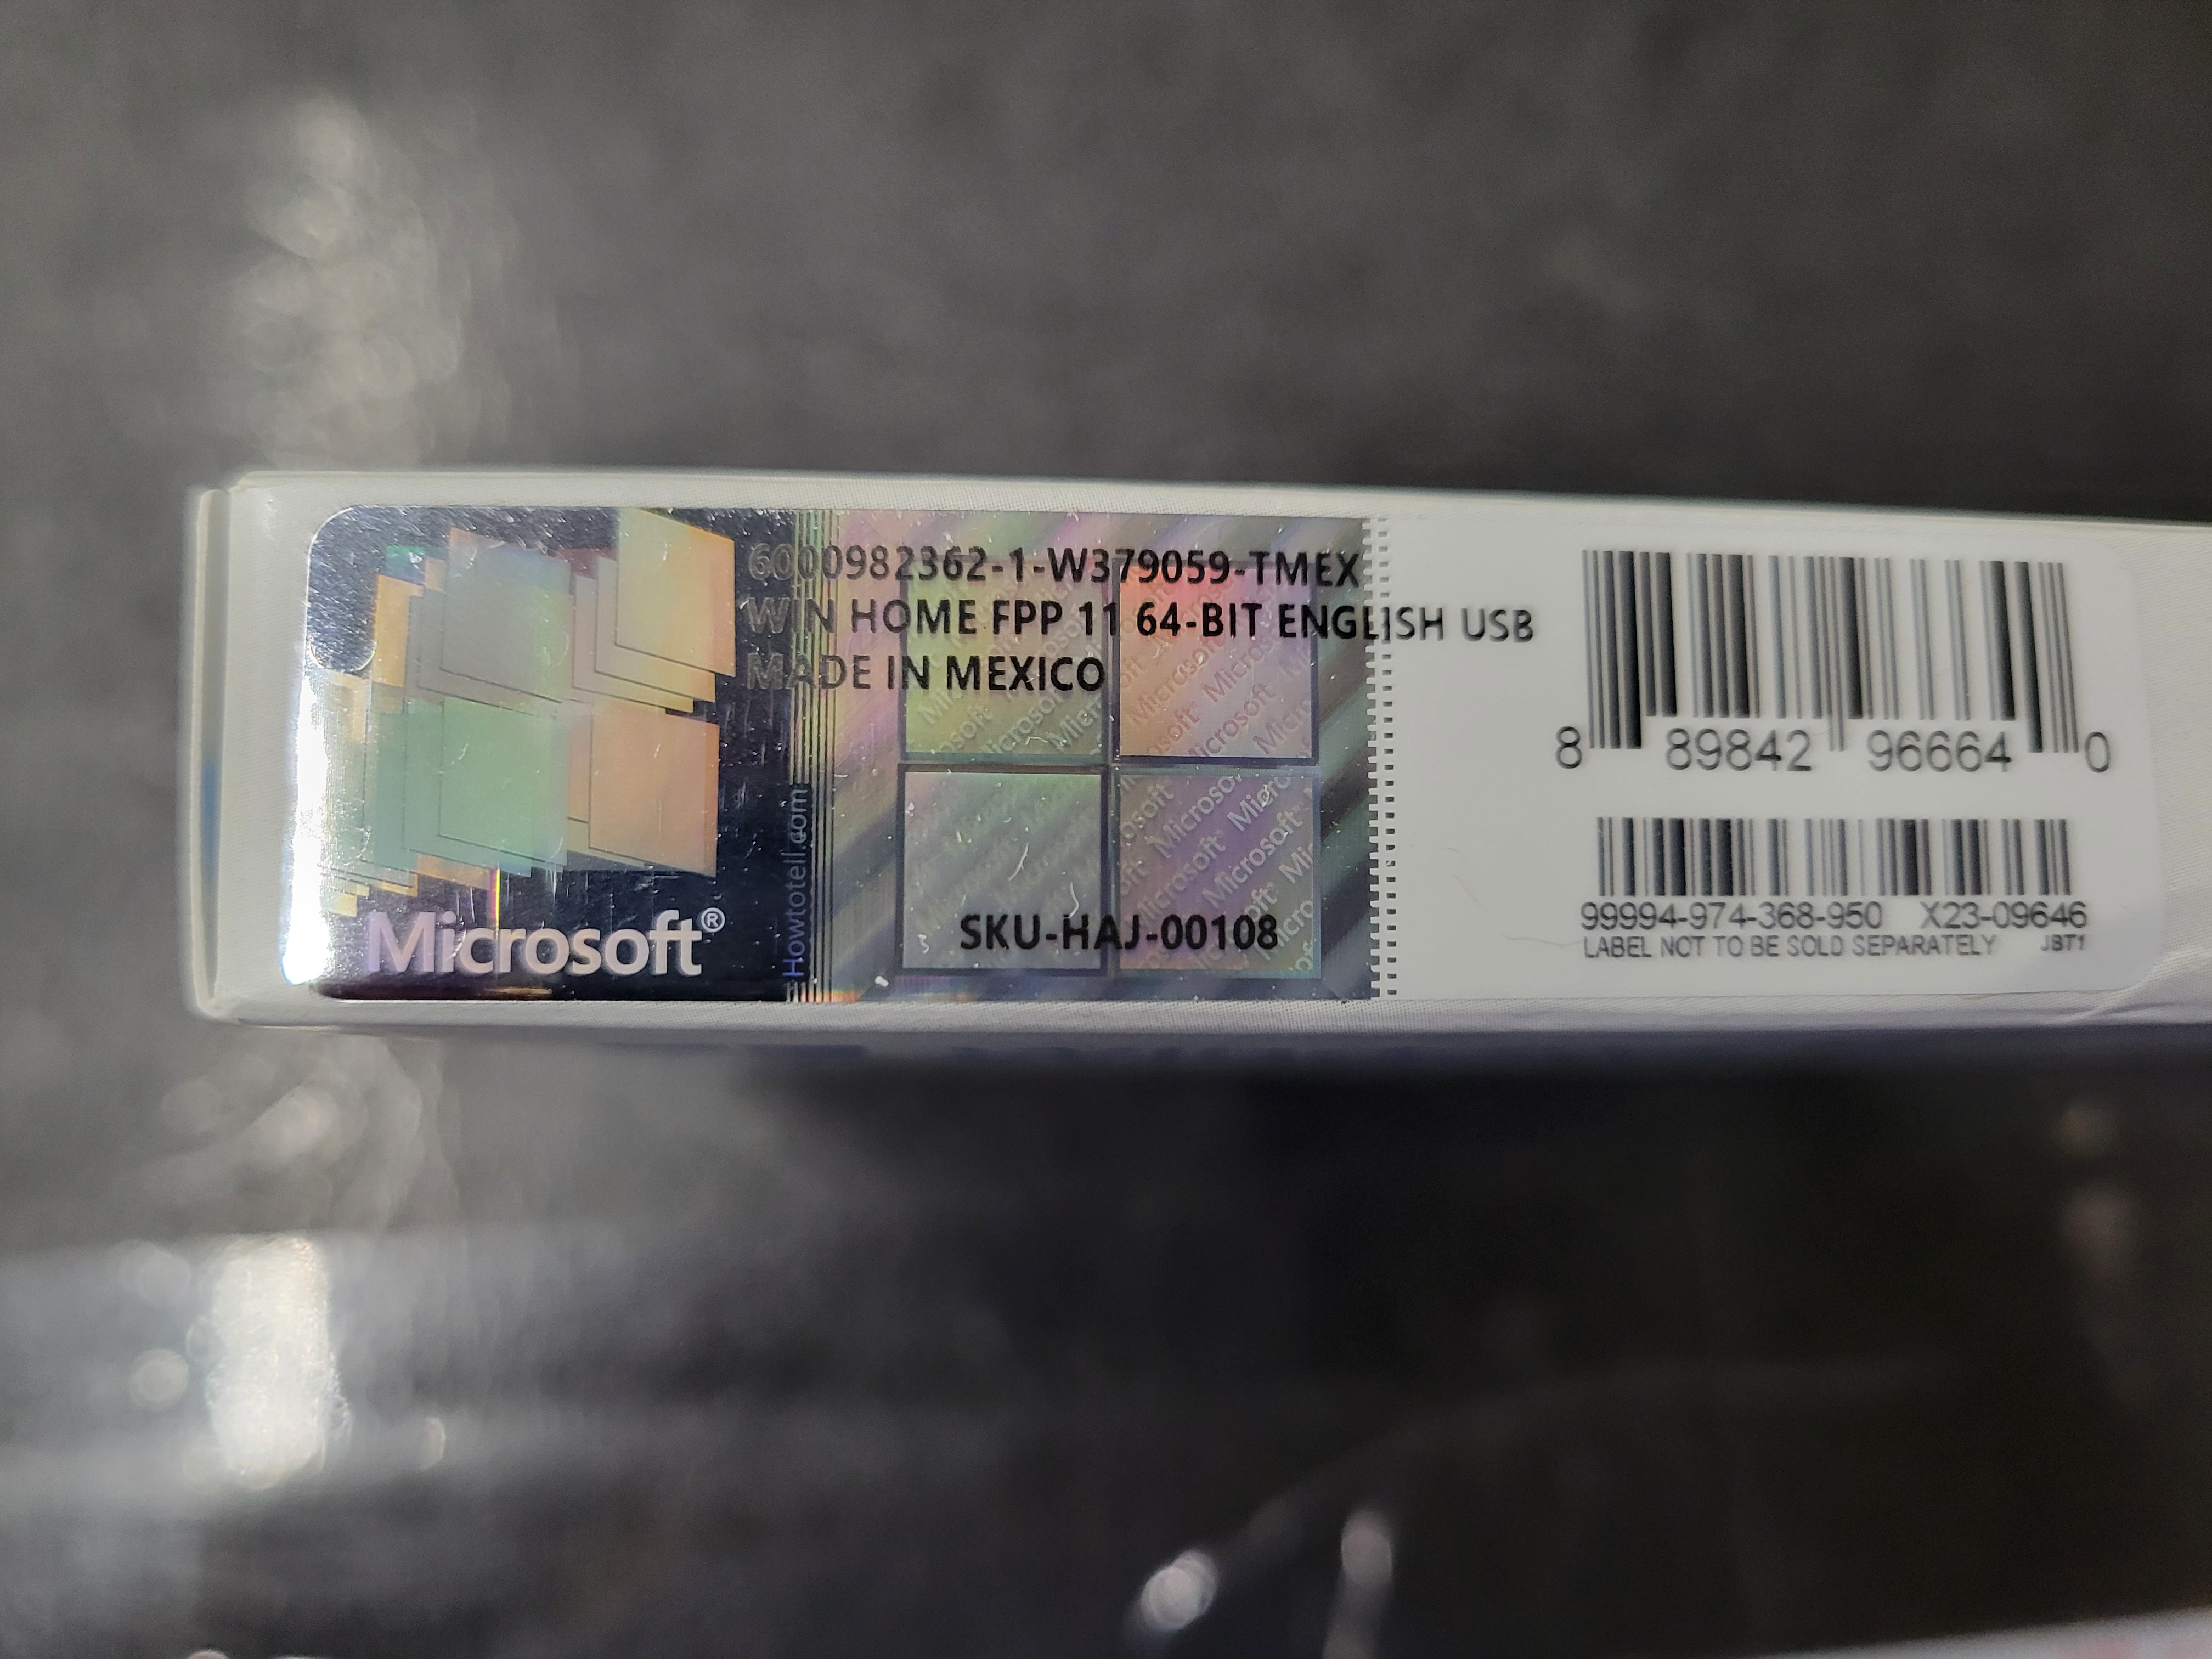 6000982362-1-W379059-TMEX
WIN HOME FPP 11 64-BIT ENGLISH USB
MADE IN MEXICO
Microsoft®
Howtotell.com
SKU-HAJ-00108
8 89842 96664 0
99994-974-368-950 X23-09646
LABEL NOT TO BE SOLD SEPARATELY JBT1